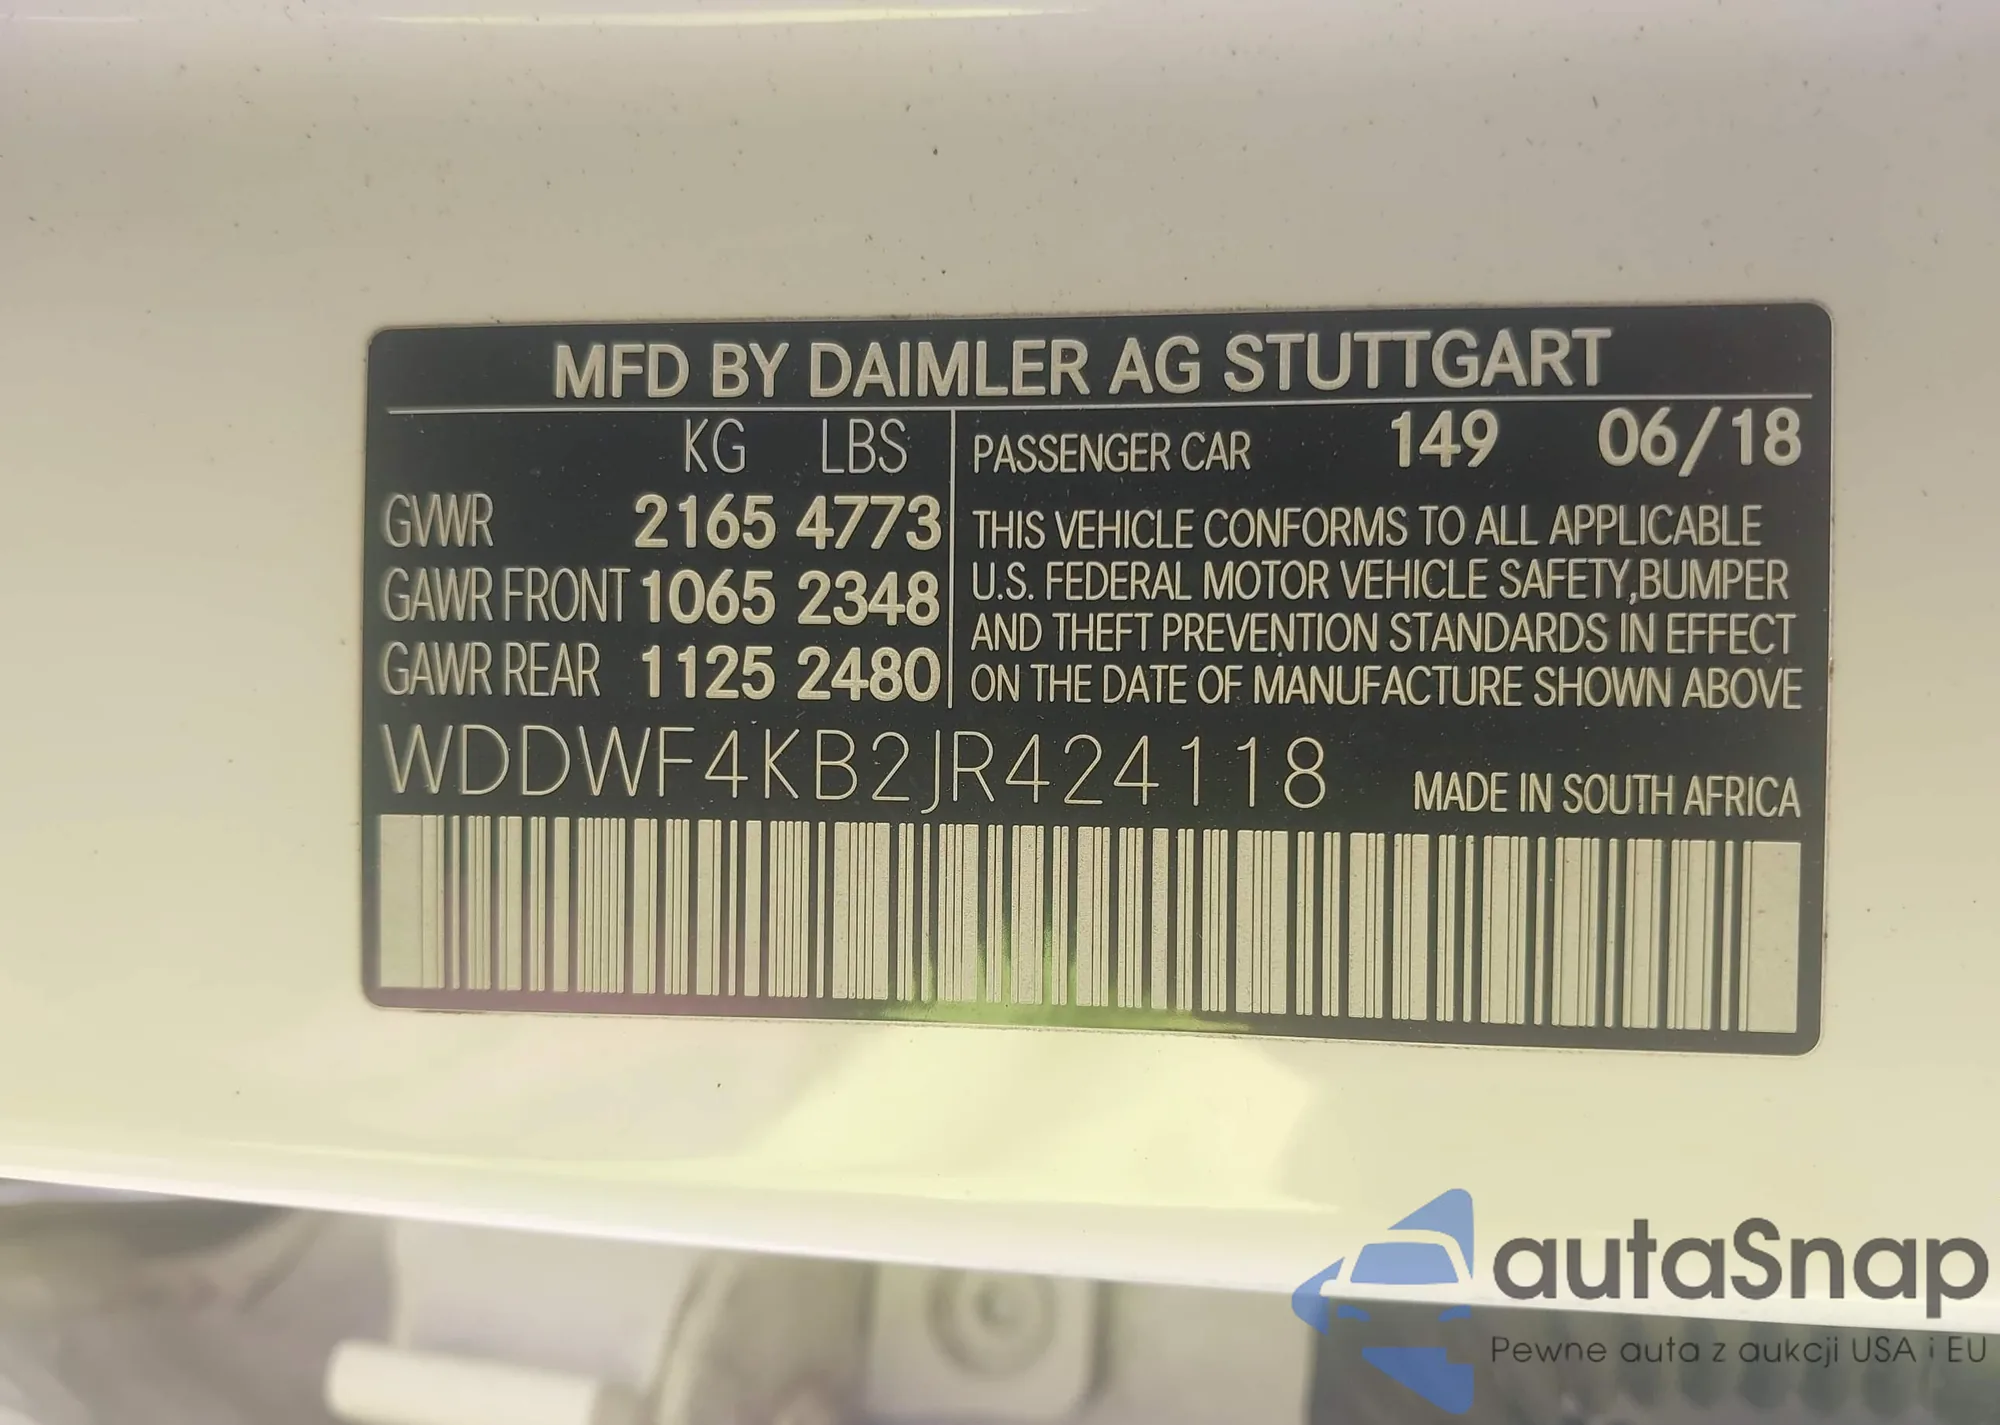 MFD BY DAIMLER AG STUTTGART
KG LBS
GVWR 2165 4773
GAWR FRONT 1065 2348
GAWR REAR 1125 2480
PASSENGER CAR 149 06/18
THIS VEHICLE CONFORMS TO ALL APPLICABLE
U.S. FEDERAL MOTOR VEHICLE SAFETY,BUMPER
AND THEFT PREVENTION STANDARDS IN EFFECT
ON THE DATE OF MANUFACTURE SHOWN ABOVE
WDDWF4KB2JR424118
MADE IN SOUTH AFRICA
autaSnap
Pewne auta z aukcji USA i EU